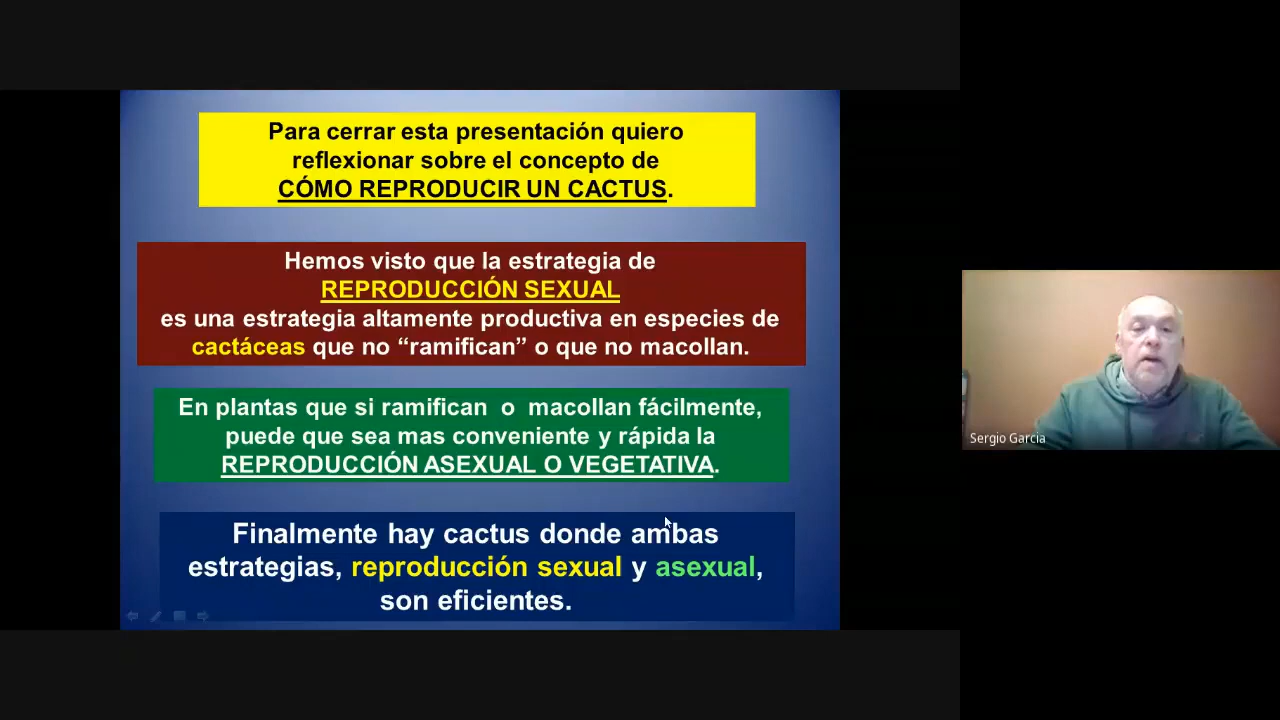 Para cerrar esta presentación quiero
reflexionar sobre el concepto de
CÓMO REPRODUCIR UN CACTUS.
Hemos visto que la estrategia de
REPRODUCCIÓN SEXUAL
es una estrategia altamente productiva en especies de
cactáceas que no “ramifican” o que no macollan.
En plantas que si ramifican o macollan fácilmente,
puede que sea mas conveniente y rápida la
REPRODUCCIÓN ASEXUAL O VEGETATIVA.
Finalmente hay cactus donde ambas
estrategias, reproducción sexual y asexual,
son eficientes.
Sergio Garcia